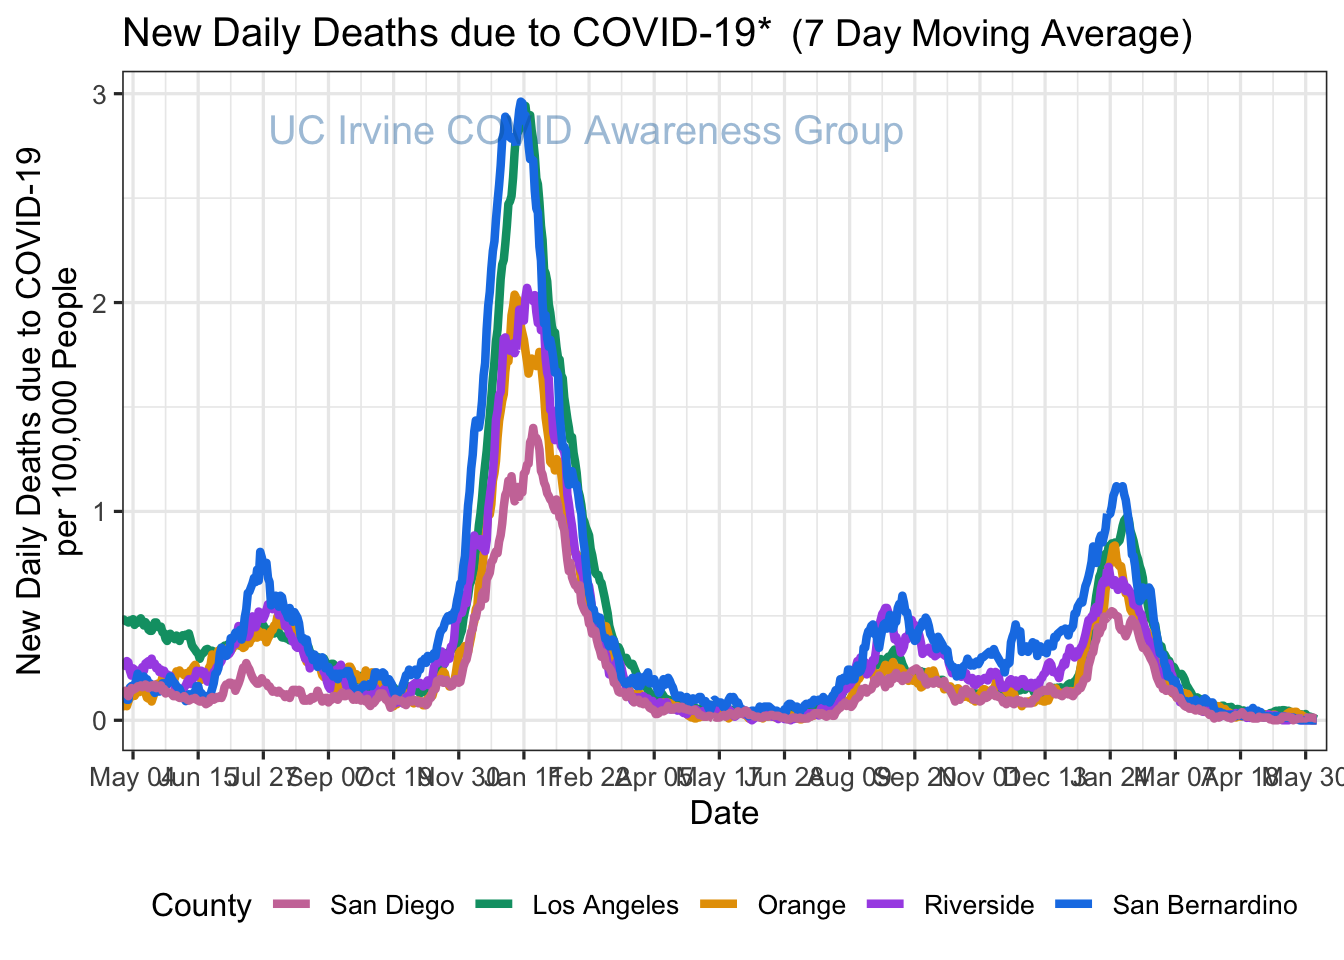 New Daily Deaths due to COVID-19* (7 Day Moving Average)
UC Irvine COVID Awareness Group
3
2
1
0
New Daily Deaths due to COVID-19
per 100,000 People
May 04 Jun 15 Jul 27 Sep 07 Oct 19 Nov 30 Jan 11 Feb 22 Apr 05 May 17 Jun 28 Aug 09 Sep 20 Nov 01 Dec 13 Jan 24 Mar 07 Apr 18 May 30
Date
County San Diego Los Angeles Orange Riverside San Bernardino